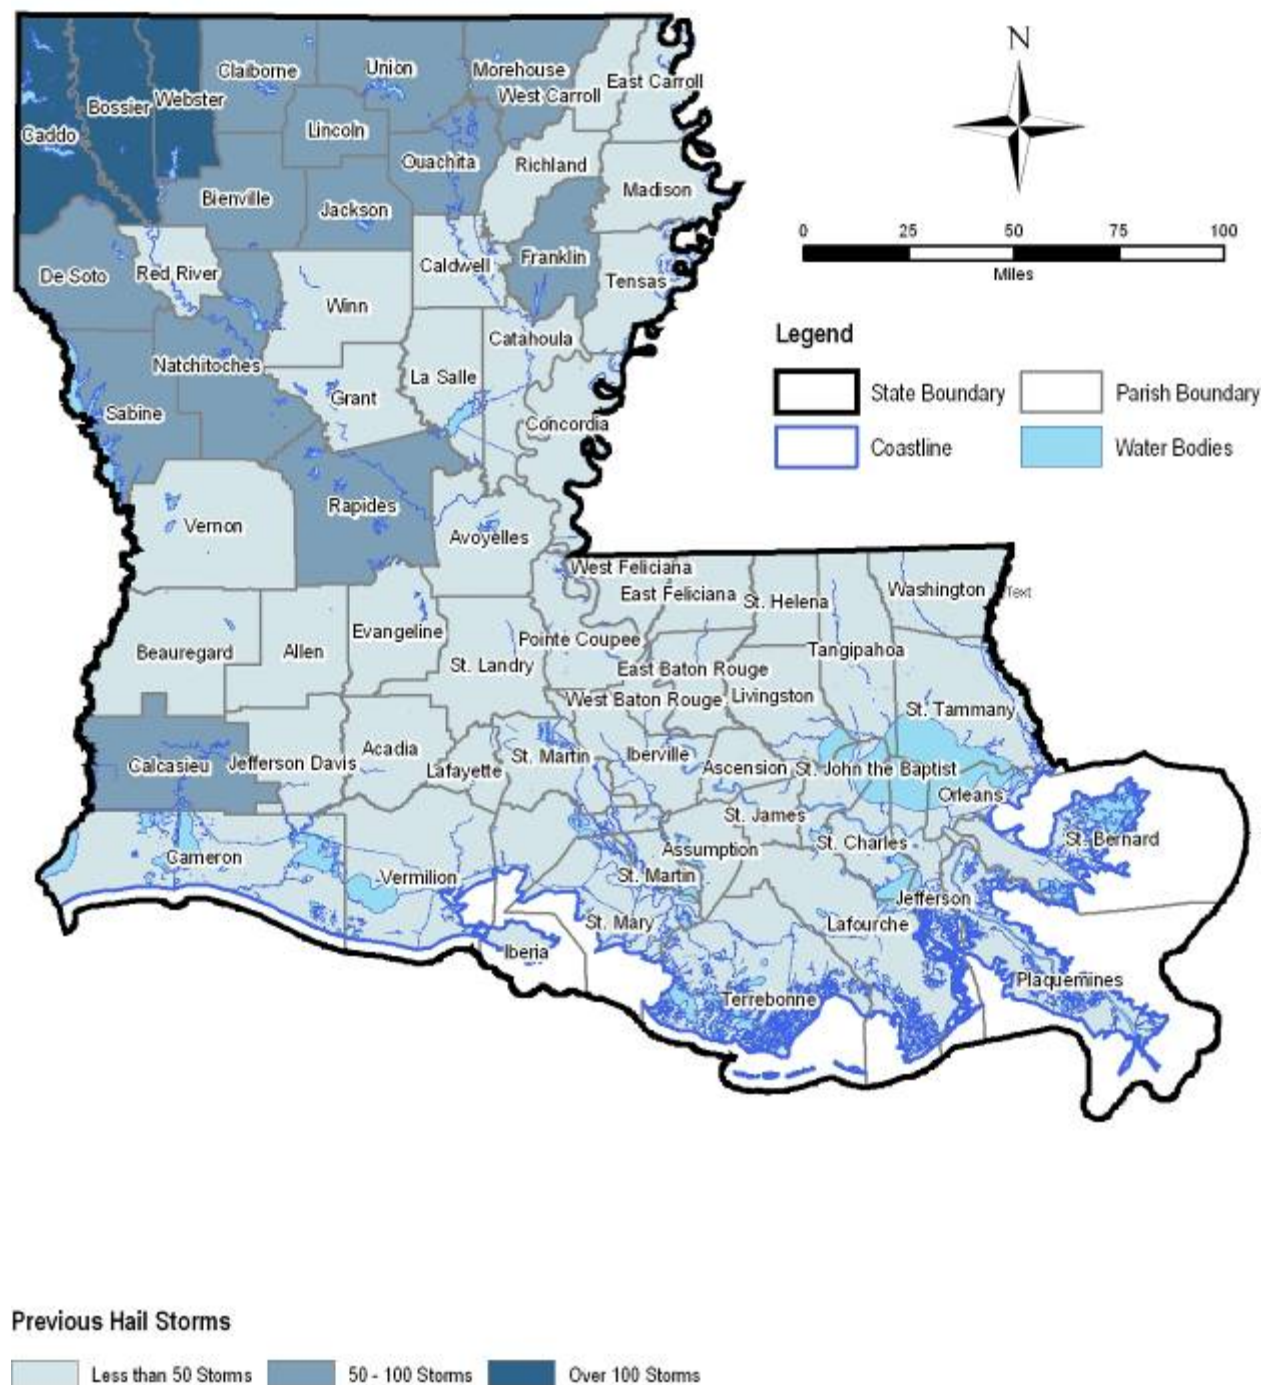 N
0 25 50 75 100
Miles
Legend
State Boundary
Parish Boundary
Coastline
Water Bodies
Claiborne
Union
Morehouse
East Carroll
West Carroll
Bossier
Webster
Caddo
Lincoln
Ouachita
Richland
Madison
Bienville
Jackson
De Soto
Red River
Caldwell
Franklin
Tensas
Winn
Catahoula
Natchitoches
La Salle
Grant
Sabine
Concordia
Rapides
Vernon
Avoyelles
West Feliciana
East Feliciana
St. Helena
Washington
Text
Evangeline
Pointe Coupee
Beauregard
Allen
St. Landry
Tangipahoa
East Baton Rouge
West Baton Rouge
Livingston
St. Tammany
Calcasieu
Jefferson Davis
Acadia
Lafayette
St. Martin
Iberville
Ascension
St. John the Baptist
Orleans
St. James
St. Charles
St. Bernard
Assumption
Cameron
Vermilion
St. Martin
Jefferson
St. Mary
Lafourche
Iberia
Terrebonne
Plaquemines
Previous Hail Storms
Less than 50 Storms
50 - 100 Storms
Over 100 Storms